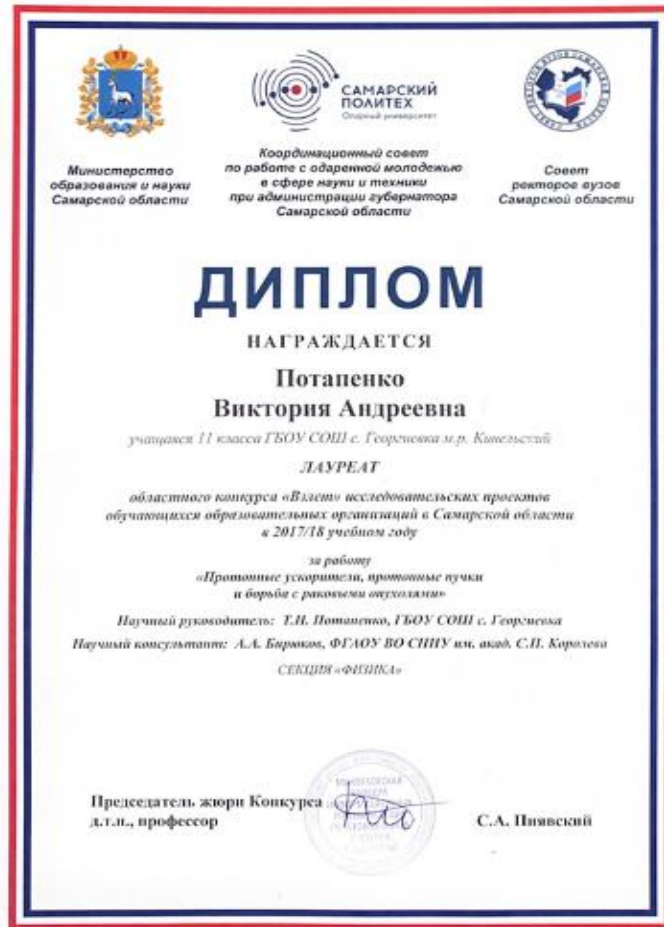 САМАРСКИЙ
ПОЛИТЕХ
Опорный университет
Министерство
образования и науки
Самарской области
Координационный совет
по работе с одаренной молодежью
в сфере науки и техники
при администрации губернатора
Самарской области
Совет
ректоров вузов
Самарской области
ДИПЛОМ
НАГРАЖДАЕТСЯ
Потапенко
Виктория Андреевна
учащаяся 11 класса ГБОУ СОШ с. Георгиевка м.р. Кинельский
ЛАУРЕАТ
областного конкурса «Взлет» исследовательских проектов
обучающихся образовательных организаций в Самарской области
в 2017/18 учебном году
за работу
«Протонные ускорители, протонные пучки
и борьба с раковыми опухолями»
Научный руководитель: Т.Н. Потапенко, ГБОУ СОШ с. Георгиевка
Научный консультант: А.А. Бирюков, ФГАОУ ВО СНИУ им. акад. С.П. Королева
СЕКЦИЯ «ФИЗИКА»
Председатель жюри Конкурса
д.т.н., профессор
С.А. Пиявский